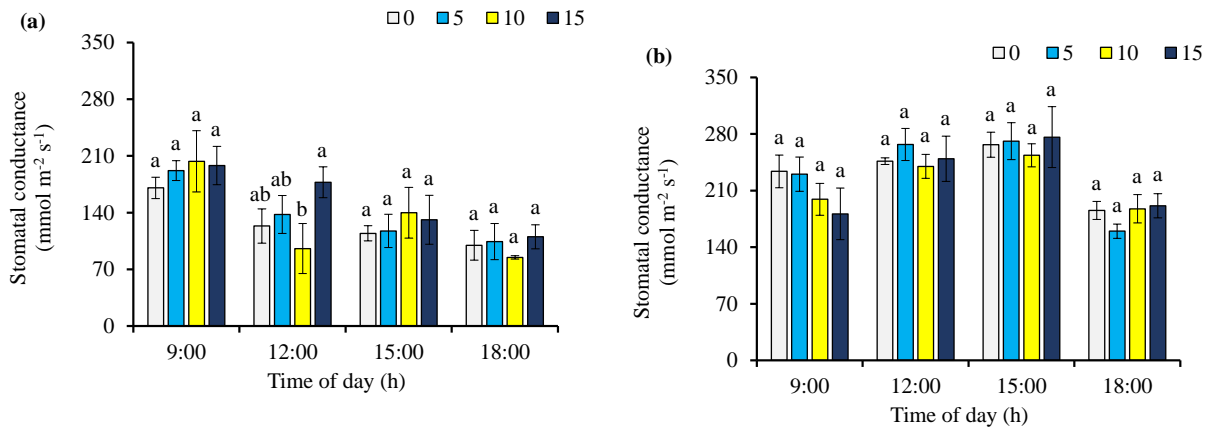 (a)
0 5 10 15
350
280
210
140
70
0
Stomatal conductance
(mmol m⁻² s⁻¹)
a a a a
ab ab b a
a a a a
a a a a
9:00 12:00 15:00 18:00
Time of day (h)
(b)
0 5 10 15
350
280
210
140
70
0
Stomatal conductance
(mmol m⁻² s⁻¹)
a a a a
a a a a
a a a a
a a a a
9:00 12:00 15:00 18:00
Time of day (h)